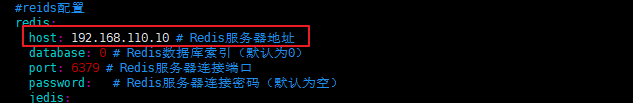 #reids配置
redis:
host: 192.168.110.10 # Redis服务器地址
database: 0 # Redis数据库索引（默认为0）
port: 6379 # Redis服务器连接端口
password:   # Redis服务器连接密码（默认为空）
jedis: